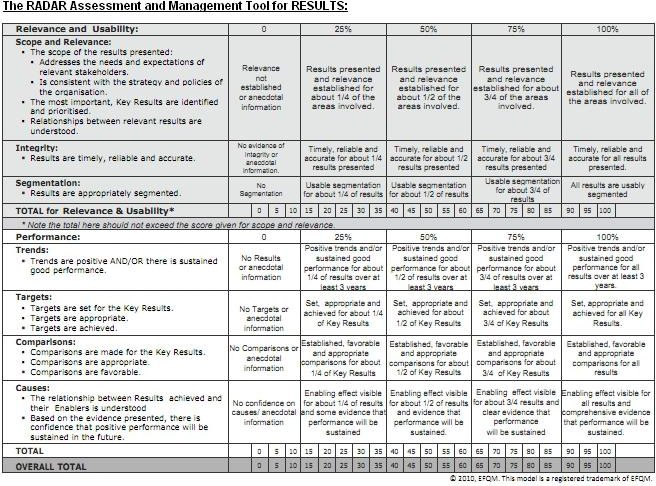 The RADAR Assessment and Management Tool for RESULTS:
Relevance and Usability: 0 25% 50% 75% 100%
Scope and Relevance:
• The scope of the results presented:
• Addresses the needs and expectations of
relevant stakeholders.
• Is consistent with the strategy and policies of
the organisation.
• The most important, Key Results are identified
and prioritised.
• Relationships between relevant results are
understood.
Relevance
not
established
or anecdotal
information
Results presented
and relevance
established for
about 1/4 of the
areas involved.
Results presented
and relevance
established for
about 1/2 of the
areas involved.
Results presented
and relevance
established for
about 3/4 of the
areas involved.
Results presented
and relevance
established for all of
the areas involved.
Integrity:
• Results are timely, reliable and accurate.
No evidence of
integrity or
anecdotal
information.
Timely, reliable and
accurate for about 1/4
results presented
Timely, reliable and
accurate for about 1/2
results presented
Timely, reliable and
accurate for about 3/4
results presented
Timely, reliable and
accurate for all results
presented.
Segmentation:
• Results are appropriately segmented.
No
Segmentation
Usable segmentation
for about 1/4 of results
Usable segmentation
for about 1/2 of results
Usable segmentation
for about 3/4 of
results
All results are usably
segmented
TOTAL for Relevance & Usability* 0 5 10 15 20 25 30 35 40 45 50 55 60 65 70 75 80 85 90 95 100
* Note the total here should not exceed the score given for scope and relevance.
Performance: 0 25% 50% 75% 100%
Trends:
• Trends are positive AND/OR there is sustained
good performance.
No Results
or anecdotal
information
Positive trends and/or
sustained good
performance for about
1/4 of results over at
least 3 years
Positive trends and/or
sustained good
performance for about
1/2 of results over at
least 3 years
Positive trends and/or
sustained good
performance for about
3/4 of results over at
least 3 years
Positive trends and/or
sustained good
performance for all
results over at least 3
years.
Targets:
• Targets are set for the Key Results.
• Targets are appropriate.
• Targets are achieved.
No Targets or
anecdotal
information
Set, appropriate and
achieved for about 1/4
of Key Results
Set, appropriate and
achieved for about
1/2 of Key Results
Set, appropriate and
achieved for about
3/4 of Key Results
Set, appropriate and
achieved for all Key
Results.
Comparisons:
• Comparisons are made for the Key Results.
• Comparisons are appropriate.
• Comparisons are favorable.
No Comparisons or
anecdotal
information
Established, favorable
and appropriate
comparisons for about
1/4 of Key Results
Established, favorable
and appropriate
comparisons for about
1/2 of Key Results
Established, favorable
and appropriate
comparisons for about
3/4 of Key Results
Established, favorable
and appropriate
comparisons for all
results
Causes:
• The relationship between Results achieved and
their Enablers is understood
• Based on the evidence presented, there is
confidence that positive performance will be
sustained in the future.
No confidence on
causes/ anecdotal
information
Enabling effect visible
for about 1/4 of results
and some evidence that
performance will be
sustained
Enabling effect visible
for about 1/2 of results
and evidence that
performance will be
sustained
Enabling effect visible
for about 3/4 results and
clear evidence that
performance
will be sustained
Enabling effect visible for
all results and
comprehensive evidence
that performance will be
sustained
TOTAL 0 5 10 15 20 25 30 35 40 45 50 55 60 65 70 75 80 85 90 95 100
OVERALL TOTAL 0 5 10 15 20 25 30 35 40 45 50 55 60 65 70 75 80 85 90 95 100
© 2010, EFQM. This model is a registered trademark of EFQM.